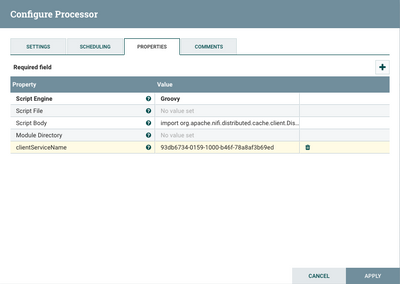 Configure Processor
SETTINGS SCHEDULING PROPERTIES COMMENTS
Required field
Property Value
Script Engine Groovy
Script File No value set
Script Body import org.apache.nifi.distributed.cache.client.Dis...
Module Directory No value set
clientServiceName 93db6734-0159-1000-b46f-78a8af3b69ed
CANCEL APPLY